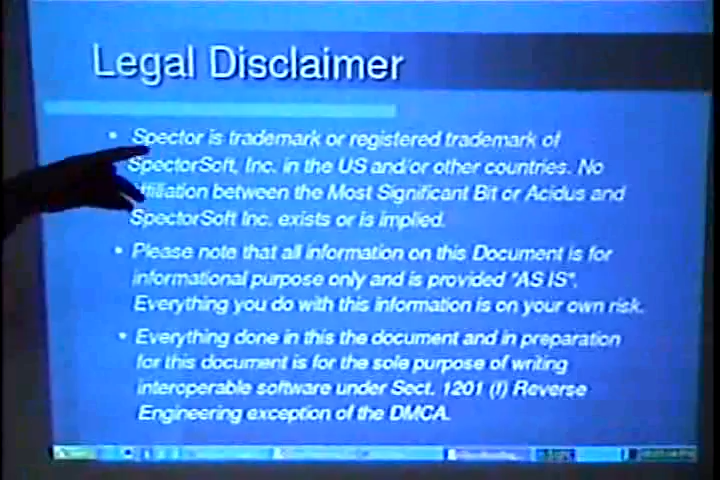 Legal Disclaimer
• Spector is trademark or registered trademark of
SpectorSoft, Inc. in the US and/or other countries. No
affiliation between the Most Significant Bit or Acidus and
SpectorSoft Inc. exists or is implied.
• Please note that all information on this Document is for
informational purpose only and is provided "AS IS".
Everything you do with this information is on your own risk.
• Everything done in this the document and in preparation
for this document is for the sole purpose of writing
interoperable software under Sect. 1201 (f) Reverse
Engineering exception of the DMCA.